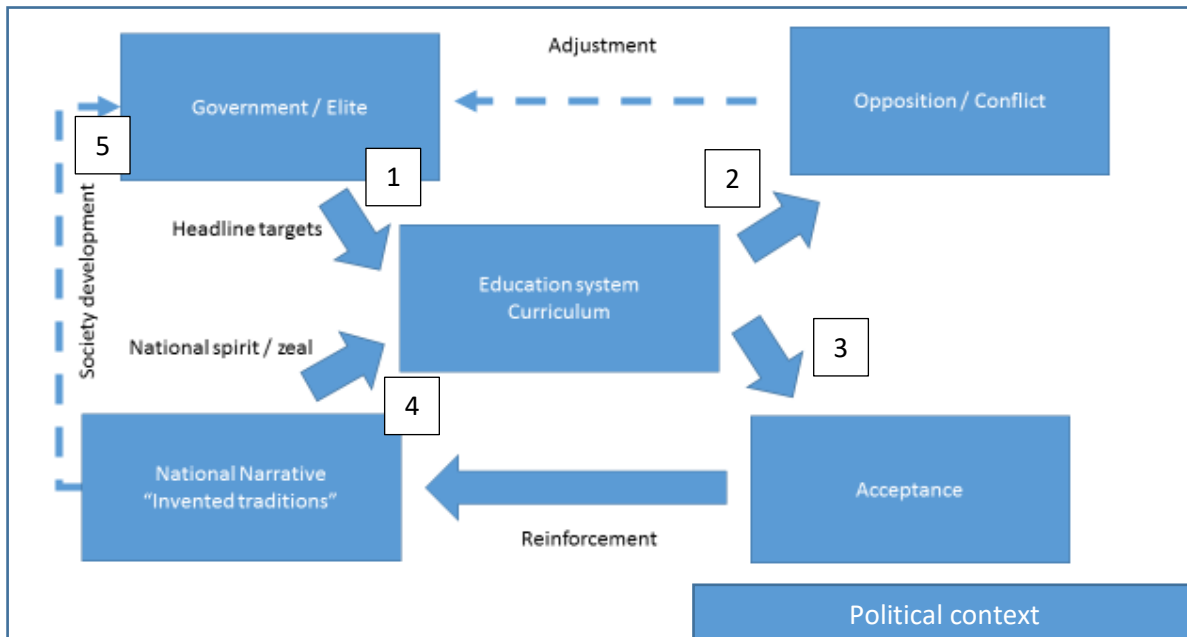 Adjustment
Government / Elite
Opposition / Conflict
5
1
2
Headline targets
Education system
Curriculum
Society development
National spirit / zeal
3
4
National Narrative
“Invented traditions”
Acceptance
Reinforcement
Political context